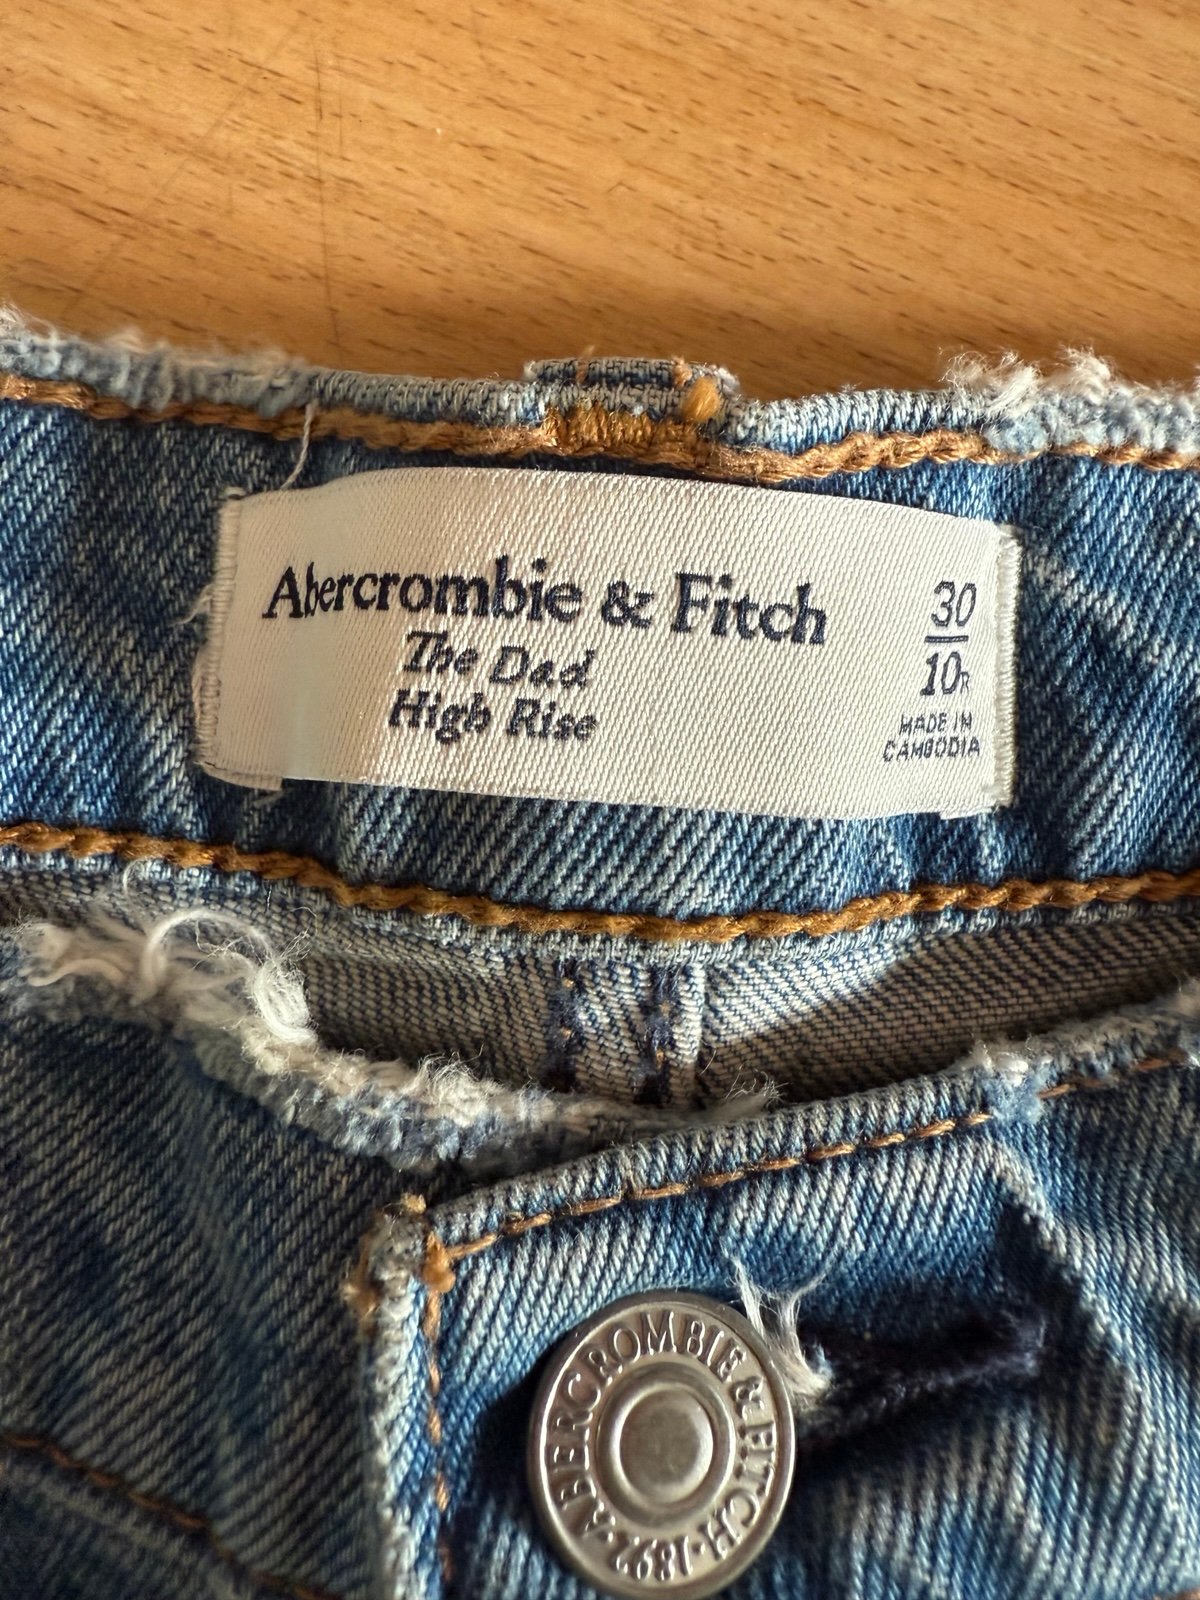 Abercrombie & Fitch
The Dad
High Rise
30
10R
MADE IN
CAMBODIA
ABERCROMBIE & FITCH · 1892 ·